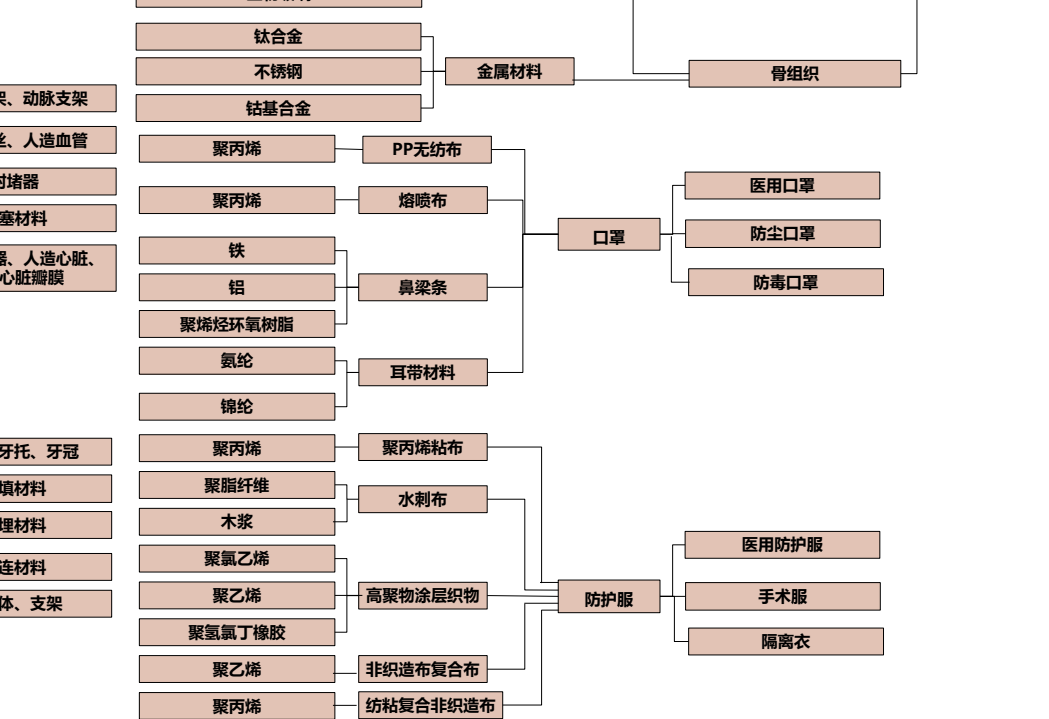 钛合金
不锈钢
金属材料
骨组织
钴基合金
、动脉支架
、人造血管
堵器
塞材料
、人造心脏、
心脏瓣膜
聚丙烯
PP无纺布
聚丙烯
熔喷布
铁
铝
鼻梁条
聚烯烃环氧树脂
氨纶
锦纶
耳带材料
口罩
医用口罩
防尘口罩
防毒口罩
牙托、牙冠
填材料
埋材料
连材料
体、支架
聚丙烯
聚丙烯粘布
聚脂纤维
木浆
水刺布
聚氯乙烯
聚乙烯
聚氢氯丁橡胶
高聚物涂层织物
聚乙烯
非织造布复合布
聚丙烯
纺粘复合非织造布
防护服
医用防护服
手术服
隔离衣